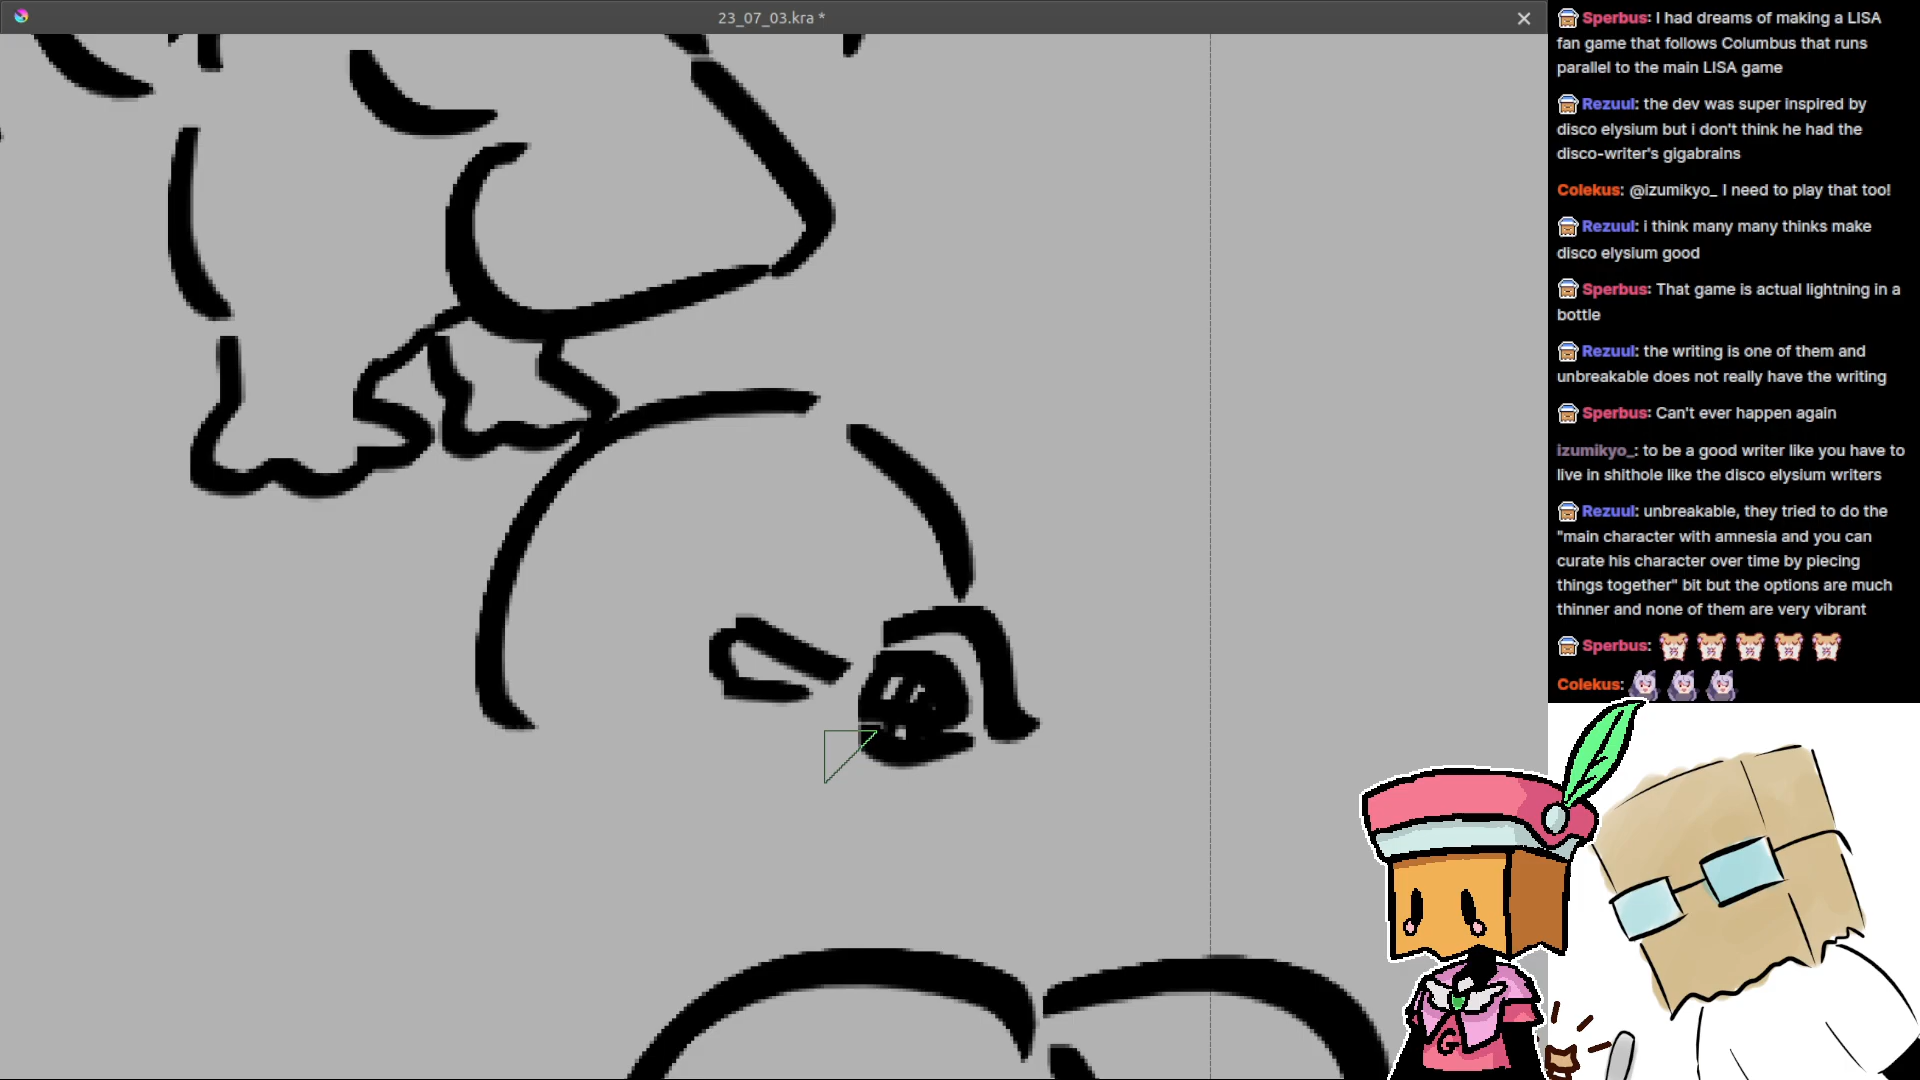 23_07_03.kra *
Sperbus: I had dreams of making a LISA
fan game that follows Columbus that runs
parallel to the main LISA game
Rezuul: the dev was super inspired by
disco elysium but i don't think he had the
disco-writer's gigabrains
Colekus: @izumikyo_ I need to play that too!
Rezuul: i think many many thinks make
disco elysium good
Sperbus: That game is actual lightning in a
bottle
Rezuul: the writing is one of them and
unbreakable does not really have the writing
Sperbus: Can't ever happen again
izumikyo_: to be a good writer like you have to
live in shithole like the disco elysium writers
Rezuul: unbreakable, they tried to do the
"main character with amnesia and you can
curate his character over time by piecing
things together" bit but the options are much
thinner and none of them are very vibrant
Sperbus:
Colekus:
G